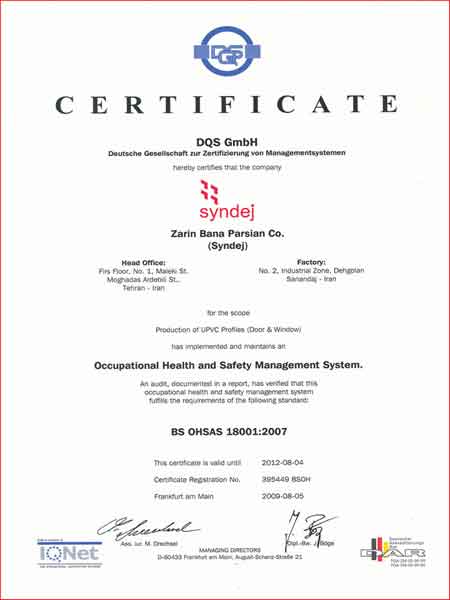 DQS
CERTIFICATE
DQS GmbH
Deutsche Gesellschaft zur Zertifizierung von Managementsystemen
hereby certifies that the company
syndej
Zarin Bana Parsian Co.
(Syndej)
Head Office:
Firs Floor, No. 1, Maleki St.
Moghadas Ardebili St.,
Tehran - Iran
Factory:
No. 2, Industrial Zone, Dehgolan
Sanandaj - Iran
for the scope
Production of UPVC Profiles (Door & Window)
has implemented and maintains an
Occupational Health and Safety Management System.
An audit, documented in a report, has verified that this
occupational health and safety management system
fulfills the requirements of the following standard:
BS OHSAS 18001:2007
This certificate is valid until 2012-08-04
Certificate Registration No. 395449 BSOH
Frankfurt am Main 2009-08-05
Ass. iur. M. Drechsel
Dipl.-Bw. J. Böge
MANAGING DIRECTORS
D-60433 Frankfurt am Main, August-Schanz-Straße 21
IQNet
DAR